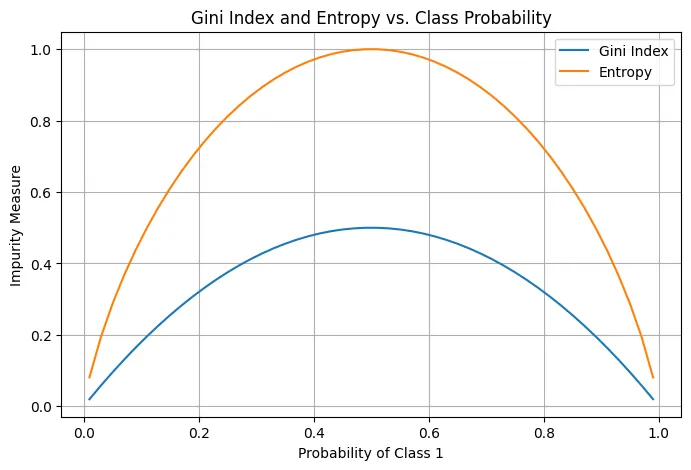 Gini Index and Entropy vs. Class Probability
Gini Index
Entropy
Impurity Measure
1.0
0.8
0.6
0.4
0.2
0.0
0.0 0.2 0.4 0.6 0.8 1.0
Probability of Class 1